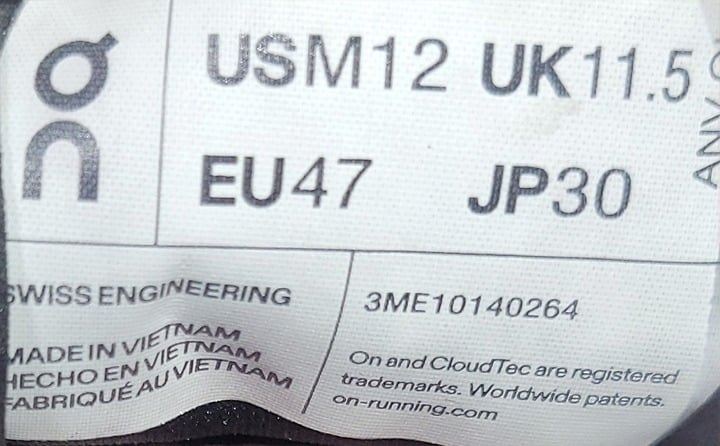 On
USM12 UK11.5
EU47 JP30
SWISS ENGINEERING
MADE IN VIETNAM
HECHO EN VIETNAM
FABRIQUÉ AU VIETNAM
3ME10140264
On and CloudTec are registered
trademarks. Worldwide patents.
on-running.com